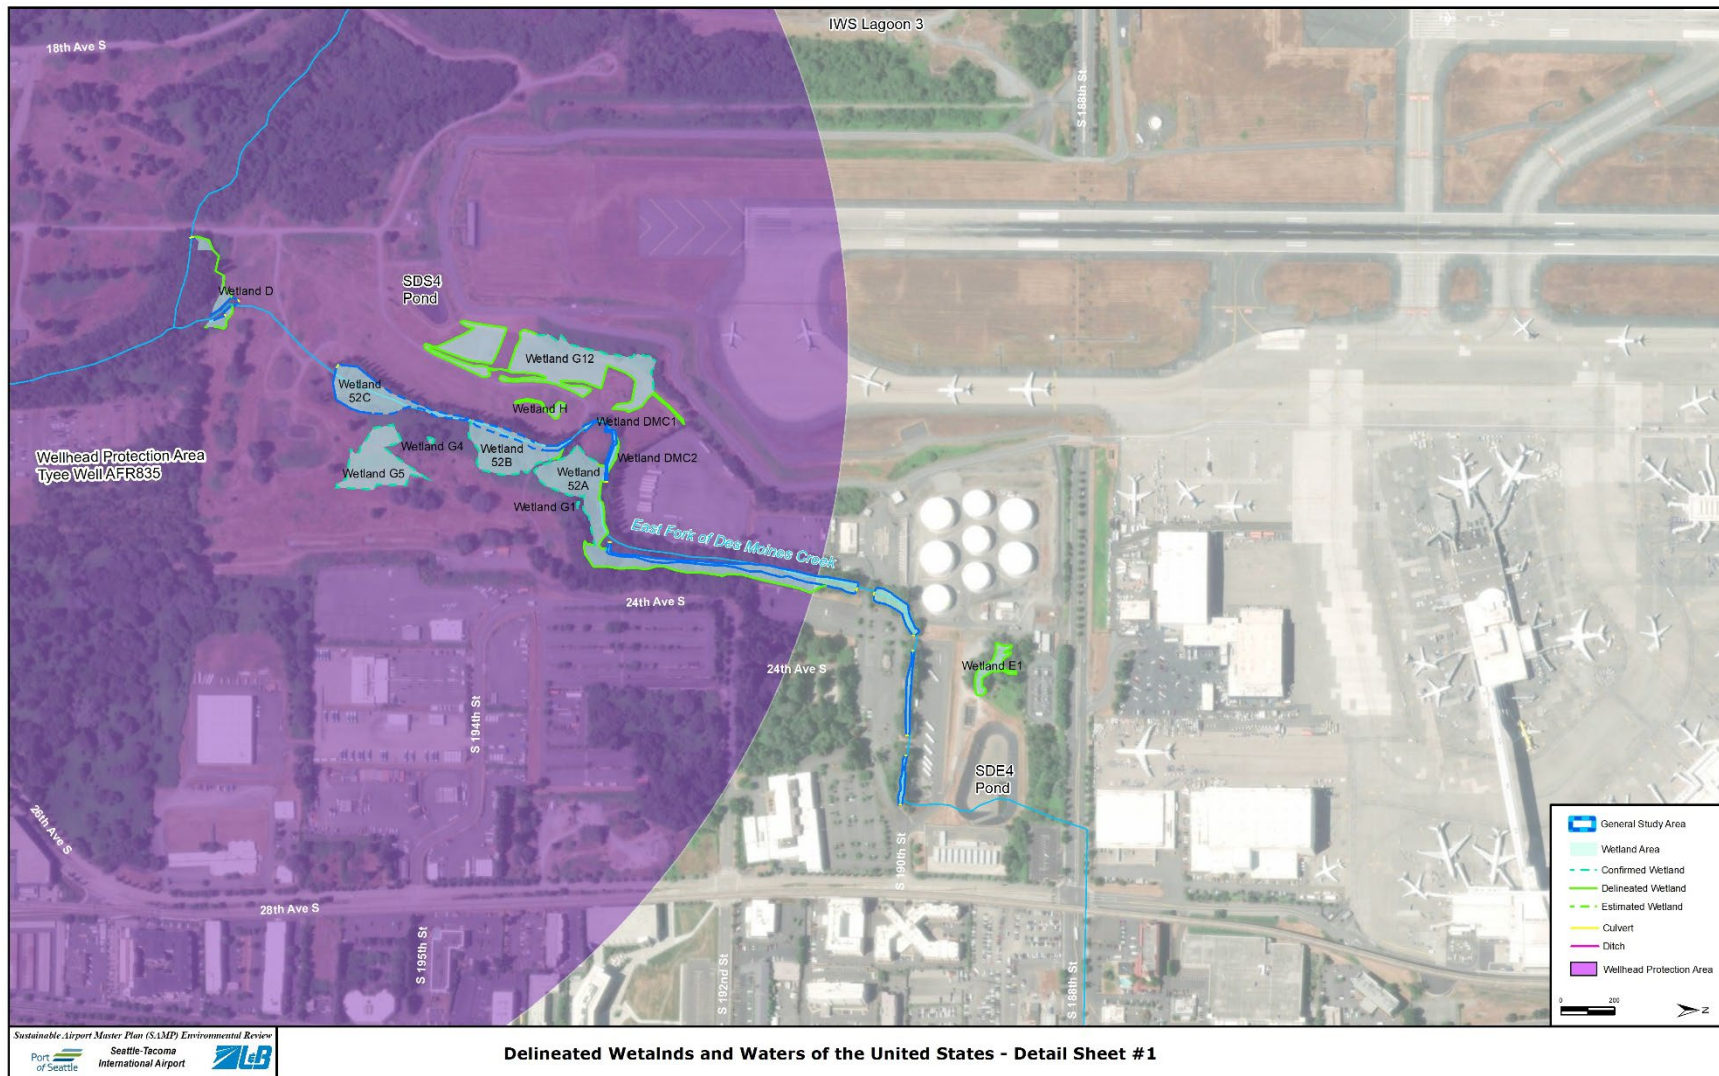 IWS Lagoon 3
18th Ave S
S 188th St
SDS4
Pond
Wetland D
Wetland G12
Wetland
52C
Wetland H
Wetland DMC1
Wetland G4
Wetland
52B
Wetland DMC2
Wellhead Protection Area
Tyee Well AFR835
Wetland G5
Wetland
52A
Wetland G1
East Fork of Des Moines Creek
24th Ave S
24th Ave S
Wetland E1
S 194th St
SDE4
Pond
28th Ave S
S 190th St
28th Ave S
S 195th St
S 192nd St
S 188th St
General Study Area
Wetland Area
Confirmed Wetland
Delineated Wetland
Estimated Wetland
Culvert
Ditch
Wellhead Protection Area
0 200
N
Sustainable Airport Master Plan (SAMP) Environmental Review
Port
of Seattle
Seattle-Tacoma
International Airport
L&B
Delineated Wetalnds and Waters of the United States - Detail Sheet #1